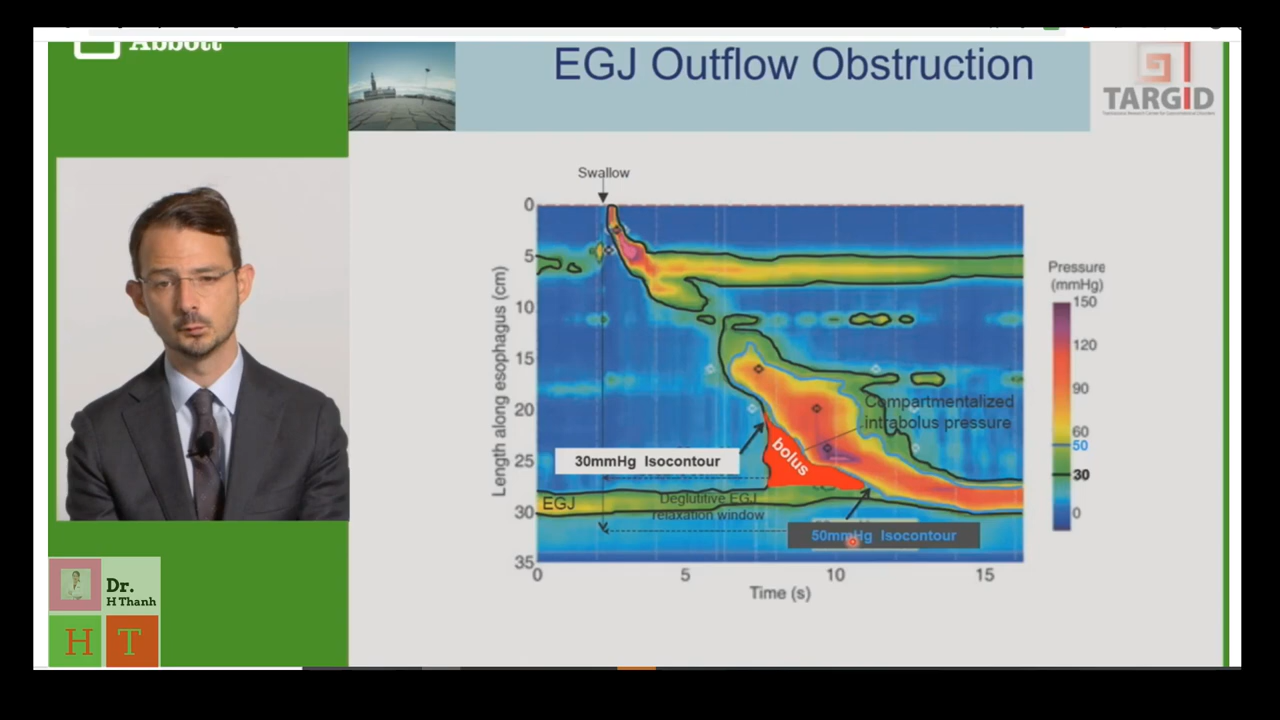 Abbott
EGJ Outflow Obstruction
TARGID
Swallow
0
5
10
15
20
25
30
35
Length along esophagus (cm)
EGJ
30mmHg Isocontour
bolus
Compartmentalized
intrabolus pressure
Deglutitive EGJ
relaxation window
50mmHg Isocontour
0
5
10
15
Time (s)
Pressure
(mmHg)
150
120
90
60
50
30
0
Dr.
H Thanh
H T